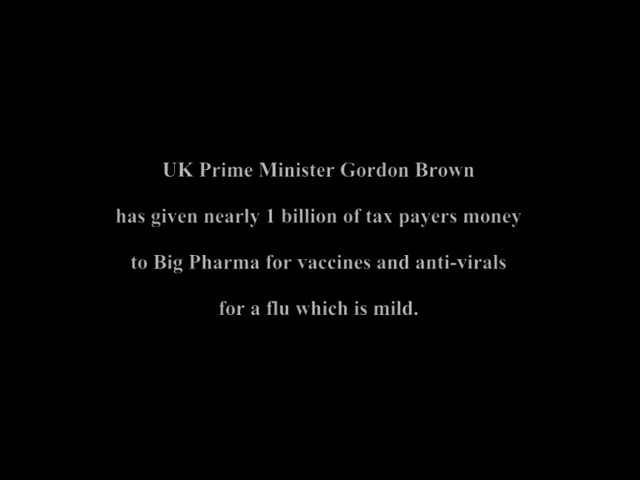 UK Prime Minister Gordon Brown
has given nearly 1 billion of tax payers money
to Big Pharma for vaccines and anti-virals
for a flu which is mild.